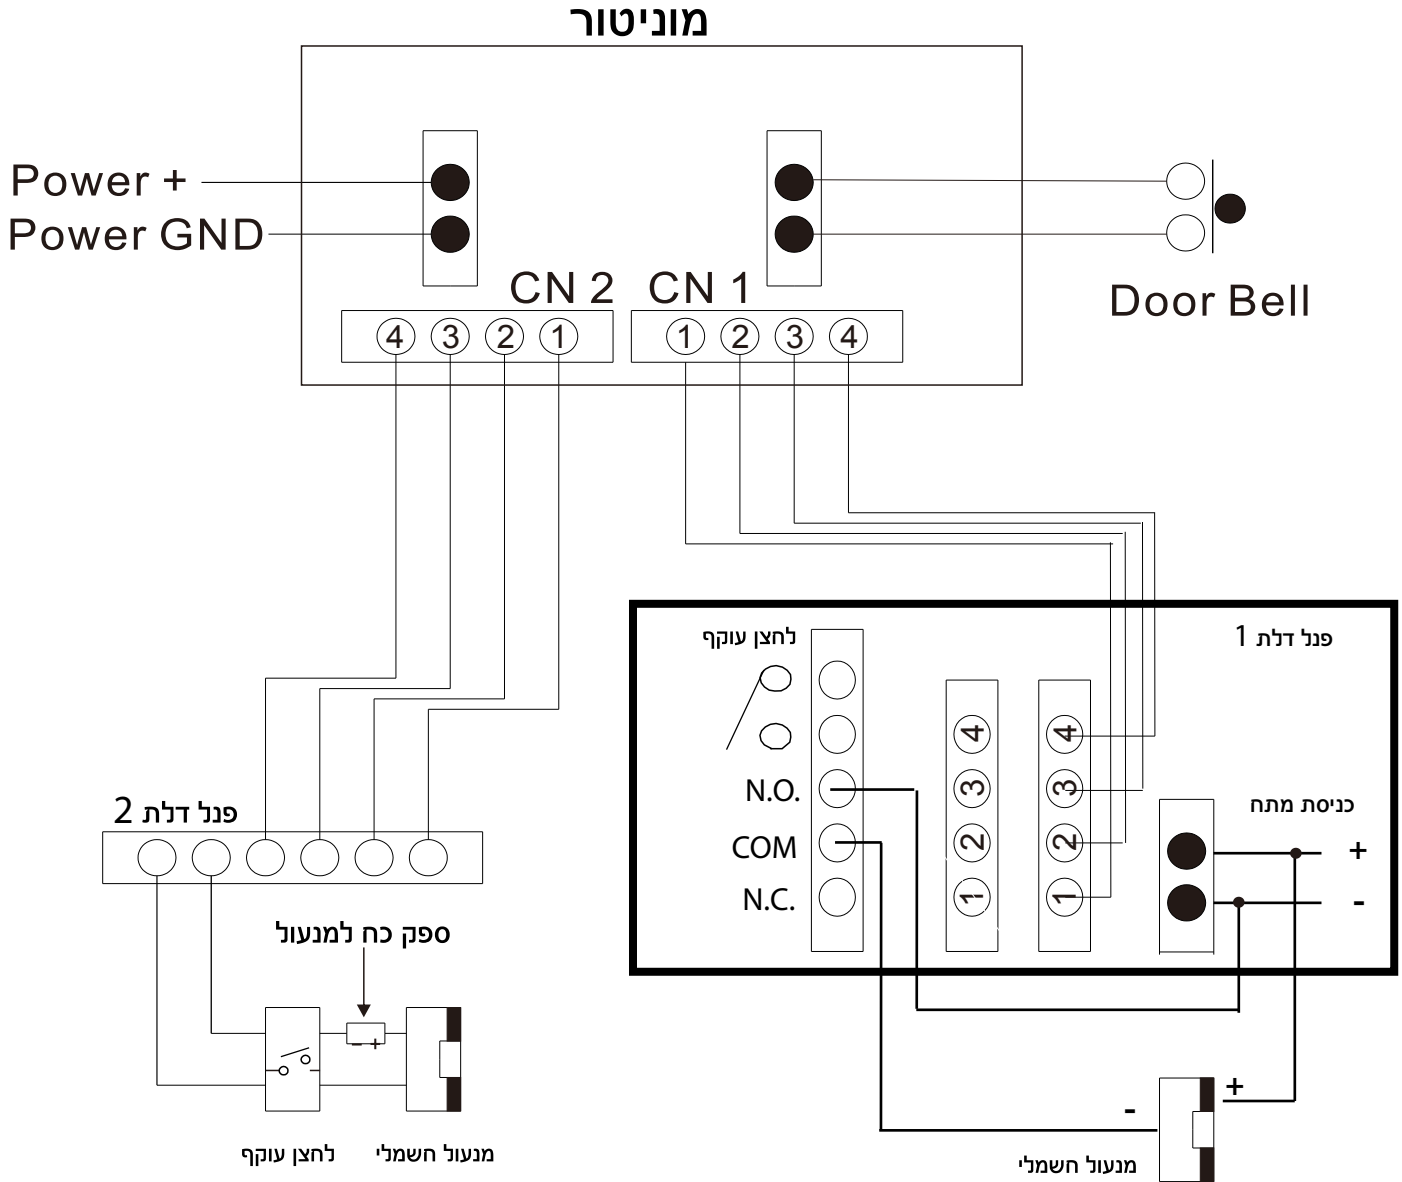 מוניטור
Power +
Power GND
Door Bell
CN 2 CN 1
4 3 2 1 1 2 3 4
לחצן עוקף
פנל דלת 1
4 4
N.O. 3 3
כניסת מתח
COM 2 2 +
N.C. 1 1 -
פנל דלת 2
ספק כח למנעול
- +
לחצן עוקף
מנעול חשמלי
- +
מנעול חשמלי